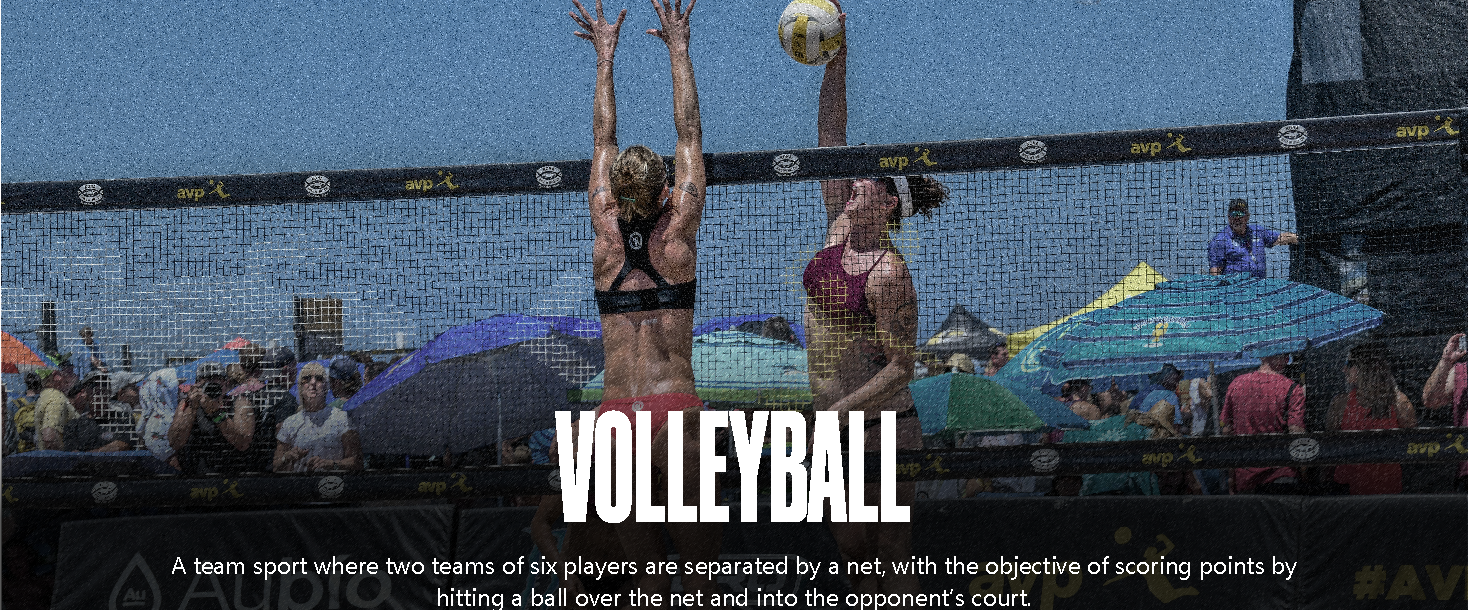 avp
avp
avp
avp
avp
avp
avp
avp
avp
VOLLEYBALL
A team sport where two teams of six players are separated by a net, with the objective of scoring points by
hitting a ball over the net and into the opponent's court.
avp
#AV